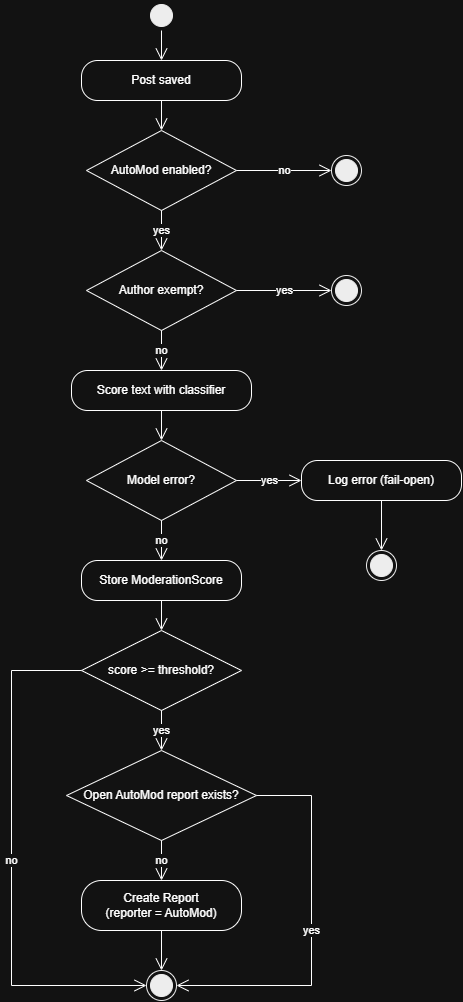 Post saved
AutoMod enabled?
no
yes
Author exempt?
yes
no
Score text with classifier
Model error?
yes
Log error (fail-open)
no
Store ModerationScore
score >= threshold?
yes
Open AutoMod report exists?
no
no
Create Report
(reporter = AutoMod)
yes